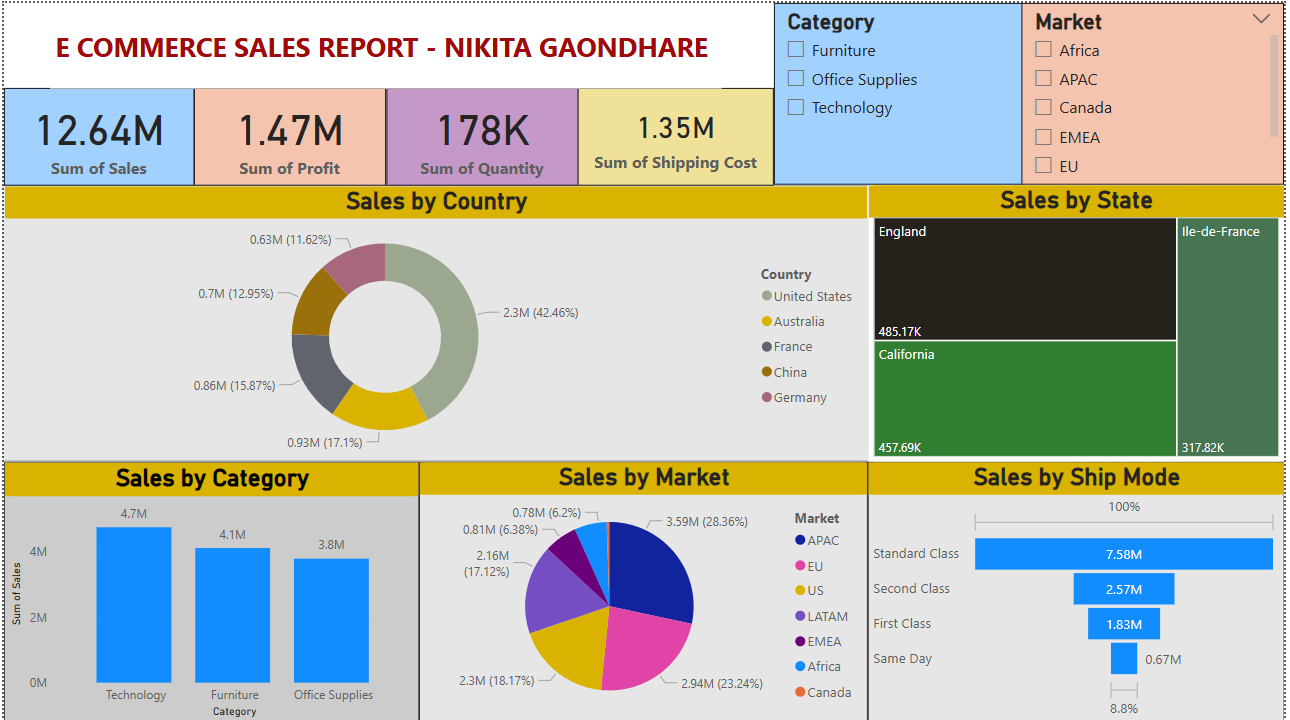 E COMMERCE SALES REPORT - NIKITA GAONDHARE
Category
Furniture
Office Supplies
Technology
Market
Africa
APAC
Canada
EMEA
EU
12.64M
Sum of Sales
1.47M
Sum of Profit
178K
Sum of Quantity
1.35M
Sum of Shipping Cost
Sales by Country
0.63M (11.62%)
0.7M (12.95%)
2.3M (42.46%)
0.86M (15.87%)
0.93M (17.1%)
Country
United States
Australia
France
China
Germany
Sales by State
England
485.17K
California
457.69K
Ile-de-France
317.82K
Sales by Category
Sum of Sales
4M
2M
0M
4.7M
4.1M
3.8M
Technology
Furniture
Office Supplies
Category
Sales by Market
0.78M (6.2%)
0.81M (6.38%)
2.16M
(17.12%)
2.3M (18.17%)
3.59M (28.36%)
2.94M (23.24%)
Market
APAC
EU
US
LATAM
EMEA
Africa
Canada
Sales by Ship Mode
100%
Standard Class
7.58M
Second Class
2.57M
First Class
1.83M
Same Day
0.67M
8.8%